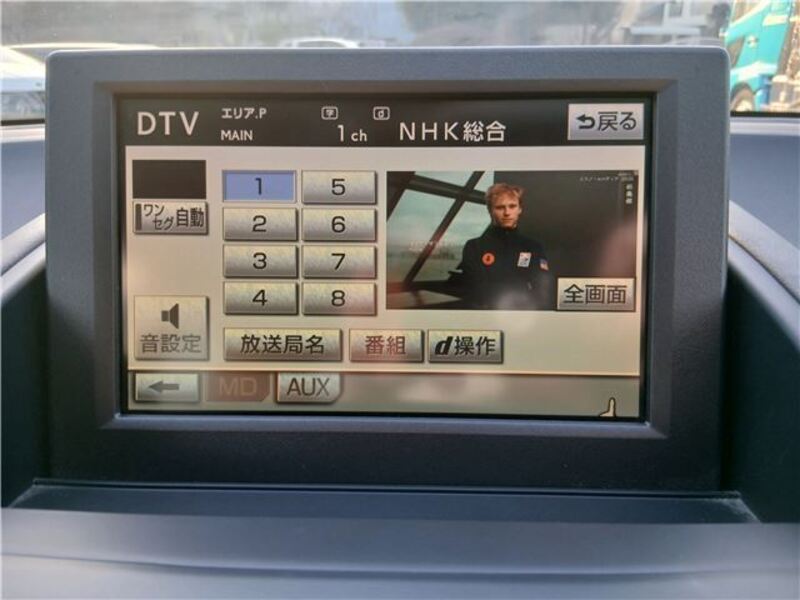 DTV エリア.P 字 d 戻る
MAIN 1ch NHK総合
1 5
ワンセグ自動
2 6
3 7
4 8
全画面
音設定 放送局名 番組 d操作
MD AUX